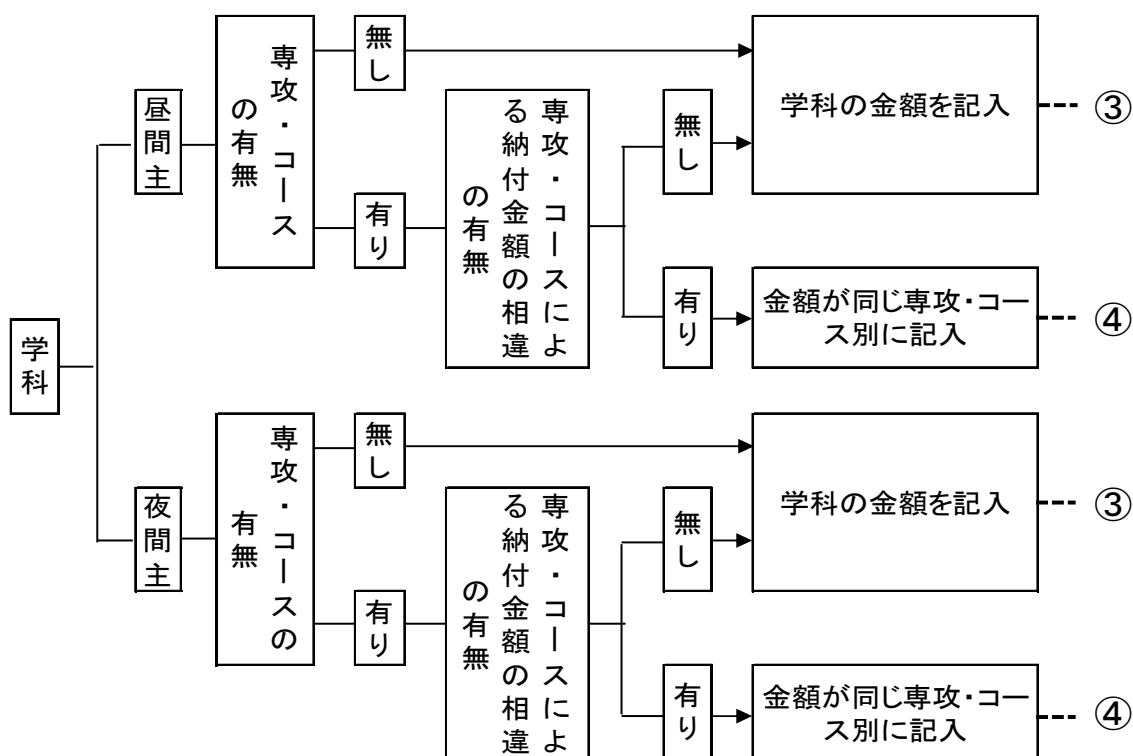 学科
昼間主
専攻・コース
の有無
無し
有り
専攻・コースによ
る納付金額の相違
の有無
無し
有り
学科の金額を記入
③
金額が同じ専攻・コー
ス別に記入
④
夜間主
専攻・コースの
有無
無し
有り
専攻・コースによ
る納付金額の相違
の有無
無し
有り
学科の金額を記入
③
金額が同じ専攻・コー
ス別に記入
④